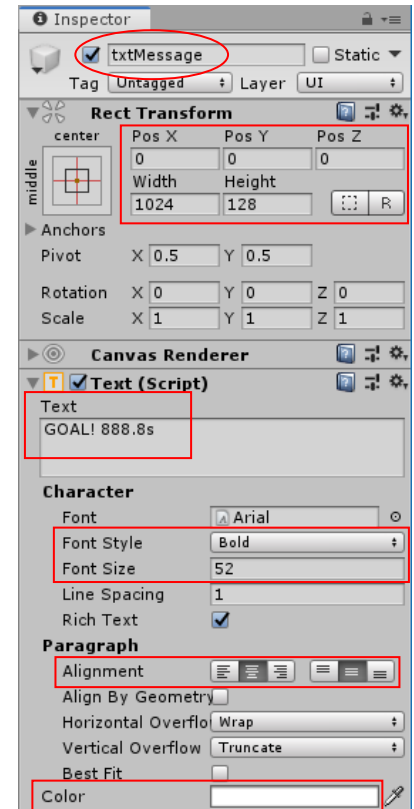 Inspector
txtMessage Static
Tag Untagged Layer UI
Rect Transform
center Pos X Pos Y Pos Z
middle 0 0 0
Width Height
1024 128 R
Anchors
Pivot X 0.5 Y 0.5
Rotation X 0 Y 0 Z 0
Scale X 1 Y 1 Z 1
Canvas Renderer
T Text (Script)
Text
GOAL! 888.8s
Character
Font Arial
Font Style Bold
Font Size 52
Line Spacing 1
Rich Text
Paragraph
Alignment
Align By Geometry
Horizontal Overflo Wrap
Vertical Overflow Truncate
Best Fit
Color